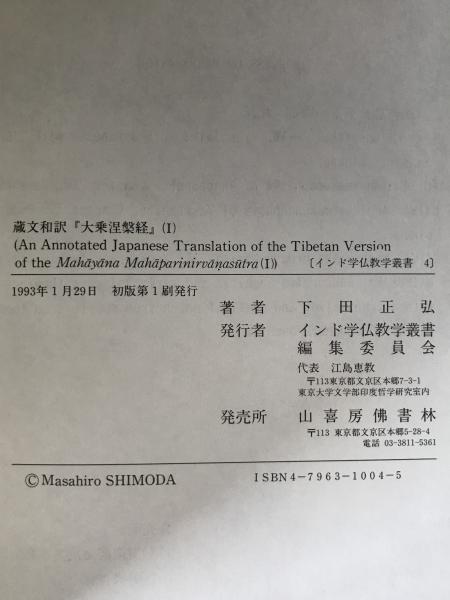 蔵文和訳『大乗涅槃経』(I)
(An Annotated Japanese Translation of the Tibetan Version
of the Mahāyāna Mahāparinirvāṇasūtra(I)) [インド学仏教学叢書 4]
1993年1月29日 初版第1刷発行
著者 下田正弘
発行者 インド学仏教学叢書
編集委員会
代表 江島恵教
〒113東京都文京区本郷7-3-1
東京大学文学部印度哲学研究室内
発売所 山喜房佛書林
〒113 東京都文京区本郷5-28-4
電話 03-3811-5361
©Masahiro SHIMODA ISBN4-7963-1004-5